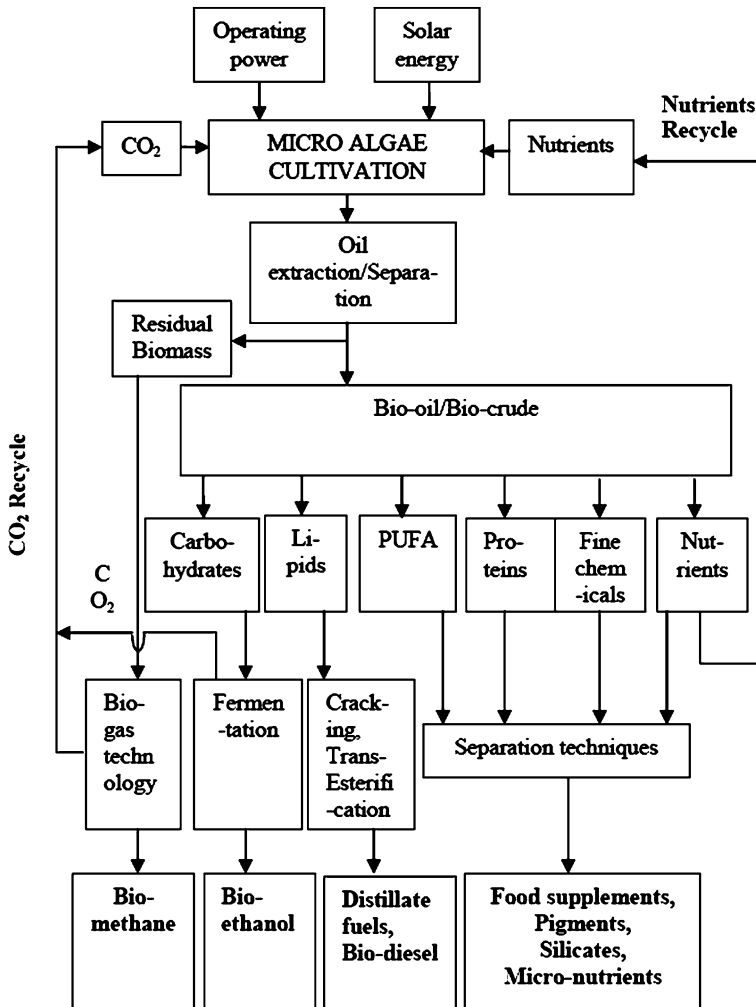 Operating
power
Solar
energy
Nutrients
Recycle
CO₂
MICRO ALGAE
CULTIVATION
Nutrients
Oil
extraction/Separa-
tion
Residual
Biomass
Bio-oil/Bio-crude
CO₂ Recycle
Carbo-
hydrates
Li-
pids
PUFA
Pro-
teins
Fine
chem
-icals
Nut-
rients
C
O₂
Bio-
gas
techn
ology
Fermen
-tation
Crack-
ing,
Trans-
Esterifi
-cation
Separation techniques
Bio-
methane
Bio-
ethanol
Distillate
fuels,
Bio-diesel
Food supplements,
Pigments,
Silicates,
Micro-nutrients